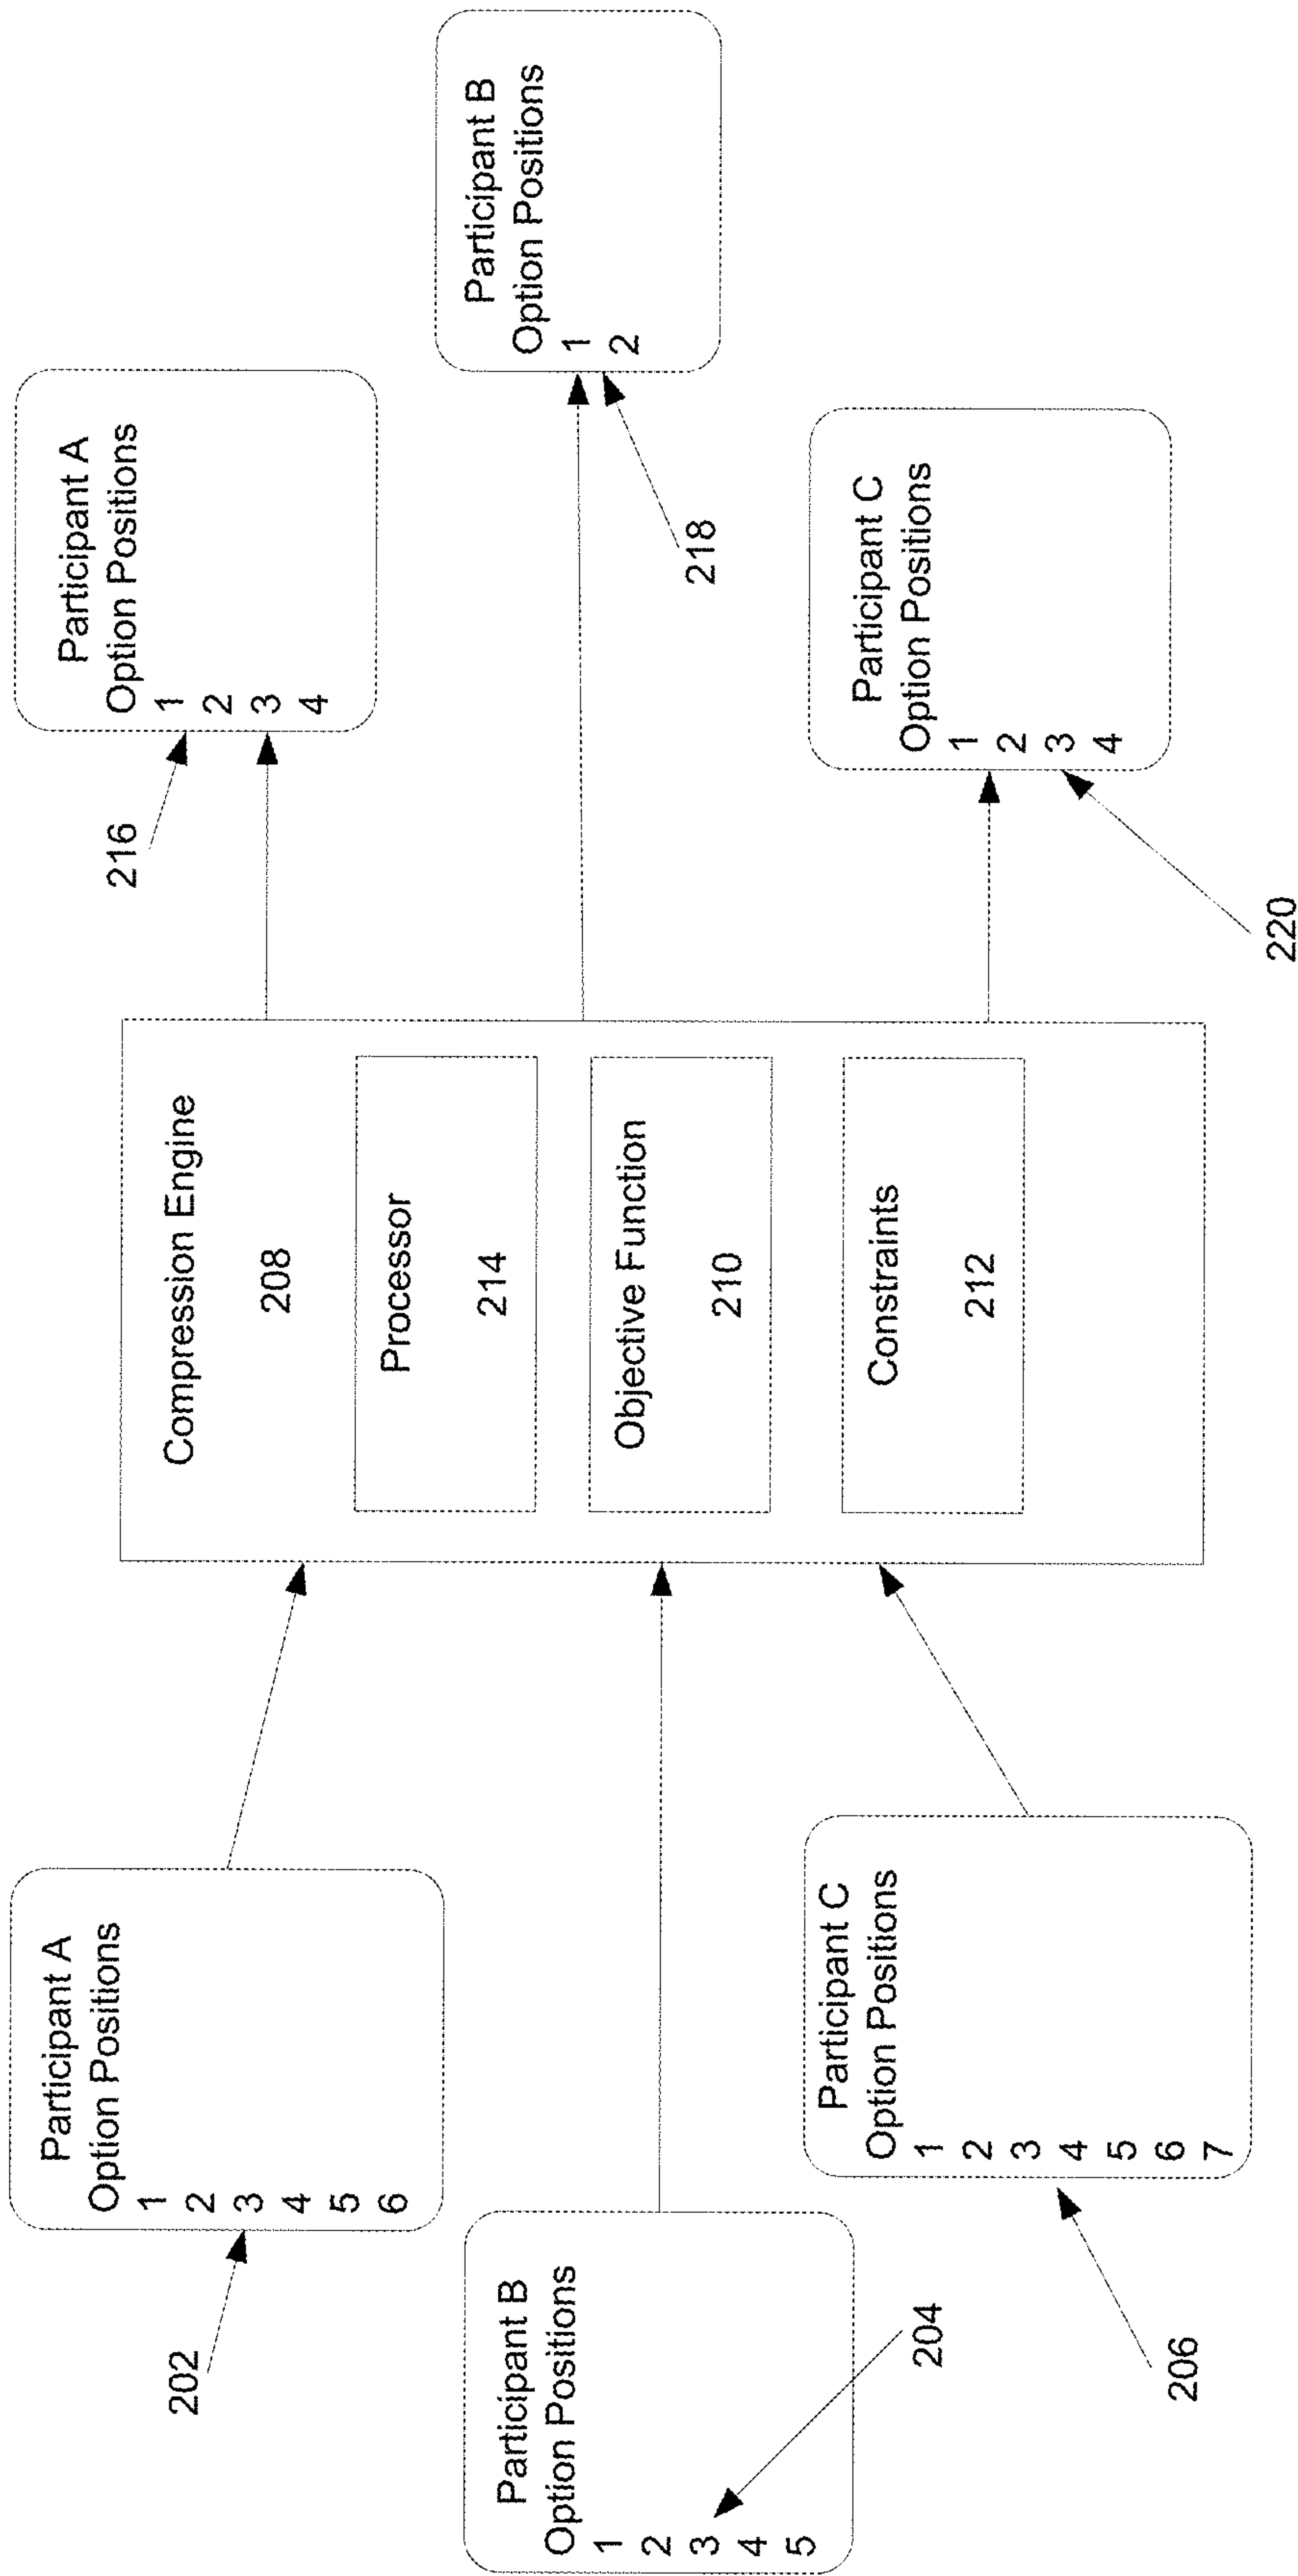 Participant A
Option Positions
1
2
3
4
5
6
202
Participant B
Option Positions
1
2
3
4
5
204
Participant C
Option Positions
1
2
3
4
5
6
7
206
Compression Engine
208
Processor
214
Objective Function
210
Constraints
212
Participant A
Option Positions
1
2
3
4
216
Participant B
Option Positions
1
2
218
Participant C
Option Positions
1
2
3
4
220